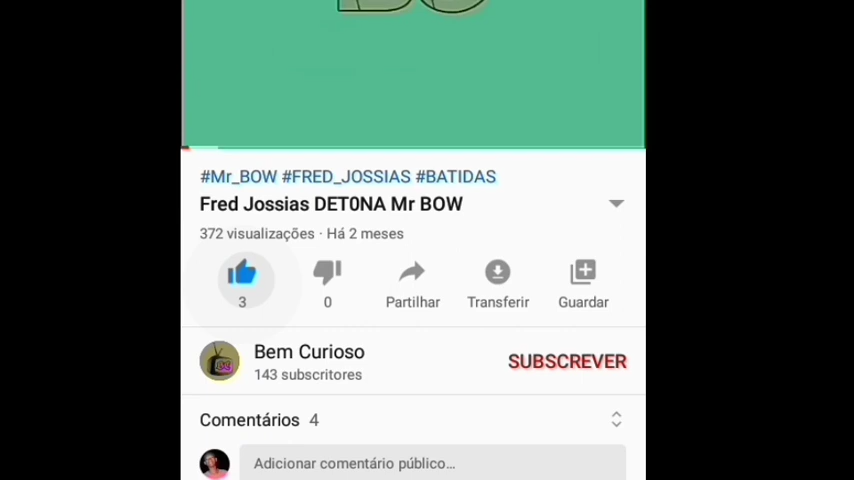 #Mr_BOW #FRED_JOSSIAS #BATIDAS
Fred Jossias DET0NA Mr BOW
372 visualizações · Há 2 meses
3 0 Partilhar Transferir Guardar
Bem Curioso
143 subscritores
SUBSCREVER
Comentários 4
Adicionar comentário público...